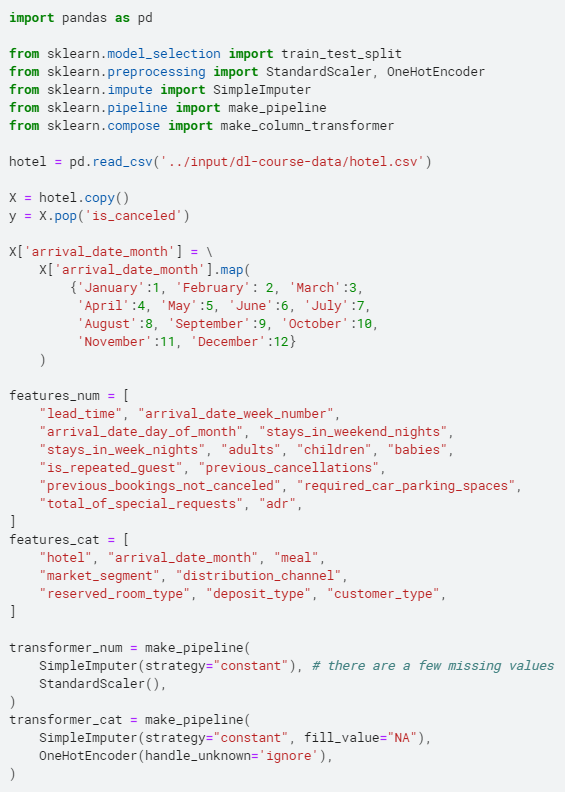 import pandas as pd
from sklearn.model_selection import train_test_split
from sklearn.preprocessing import StandardScaler, OneHotEncoder
from sklearn.impute import SimpleImputer
from sklearn.pipeline import make_pipeline
from sklearn.compose import make_column_transformer
hotel = pd.read_csv('../input/dl-course-data/hotel.csv')
X = hotel.copy()
y = X.pop('is_canceled')
X['arrival_date_month'] = \
    X['arrival_date_month'].map(
        {'January':1, 'February': 2, 'March':3,
         'April':4, 'May':5, 'June':6, 'July':7,
         'August':8, 'September':9, 'October':10,
         'November':11, 'December':12}
    )
features_num = [
    "lead_time", "arrival_date_week_number",
    "arrival_date_day_of_month", "stays_in_weekend_nights",
    "stays_in_week_nights", "adults", "children", "babies",
    "is_repeated_guest", "previous_cancellations",
    "previous_bookings_not_canceled", "required_car_parking_spaces",
    "total_of_special_requests", "adr",
]
features_cat = [
    "hotel", "arrival_date_month", "meal",
    "market_segment", "distribution_channel",
    "reserved_room_type", "deposit_type", "customer_type",
]
transformer_num = make_pipeline(
    SimpleImputer(strategy="constant"), # there are a few missing values
    StandardScaler(),
)
transformer_cat = make_pipeline(
    SimpleImputer(strategy="constant", fill_value="NA"),
    OneHotEncoder(handle_unknown='ignore'),
)